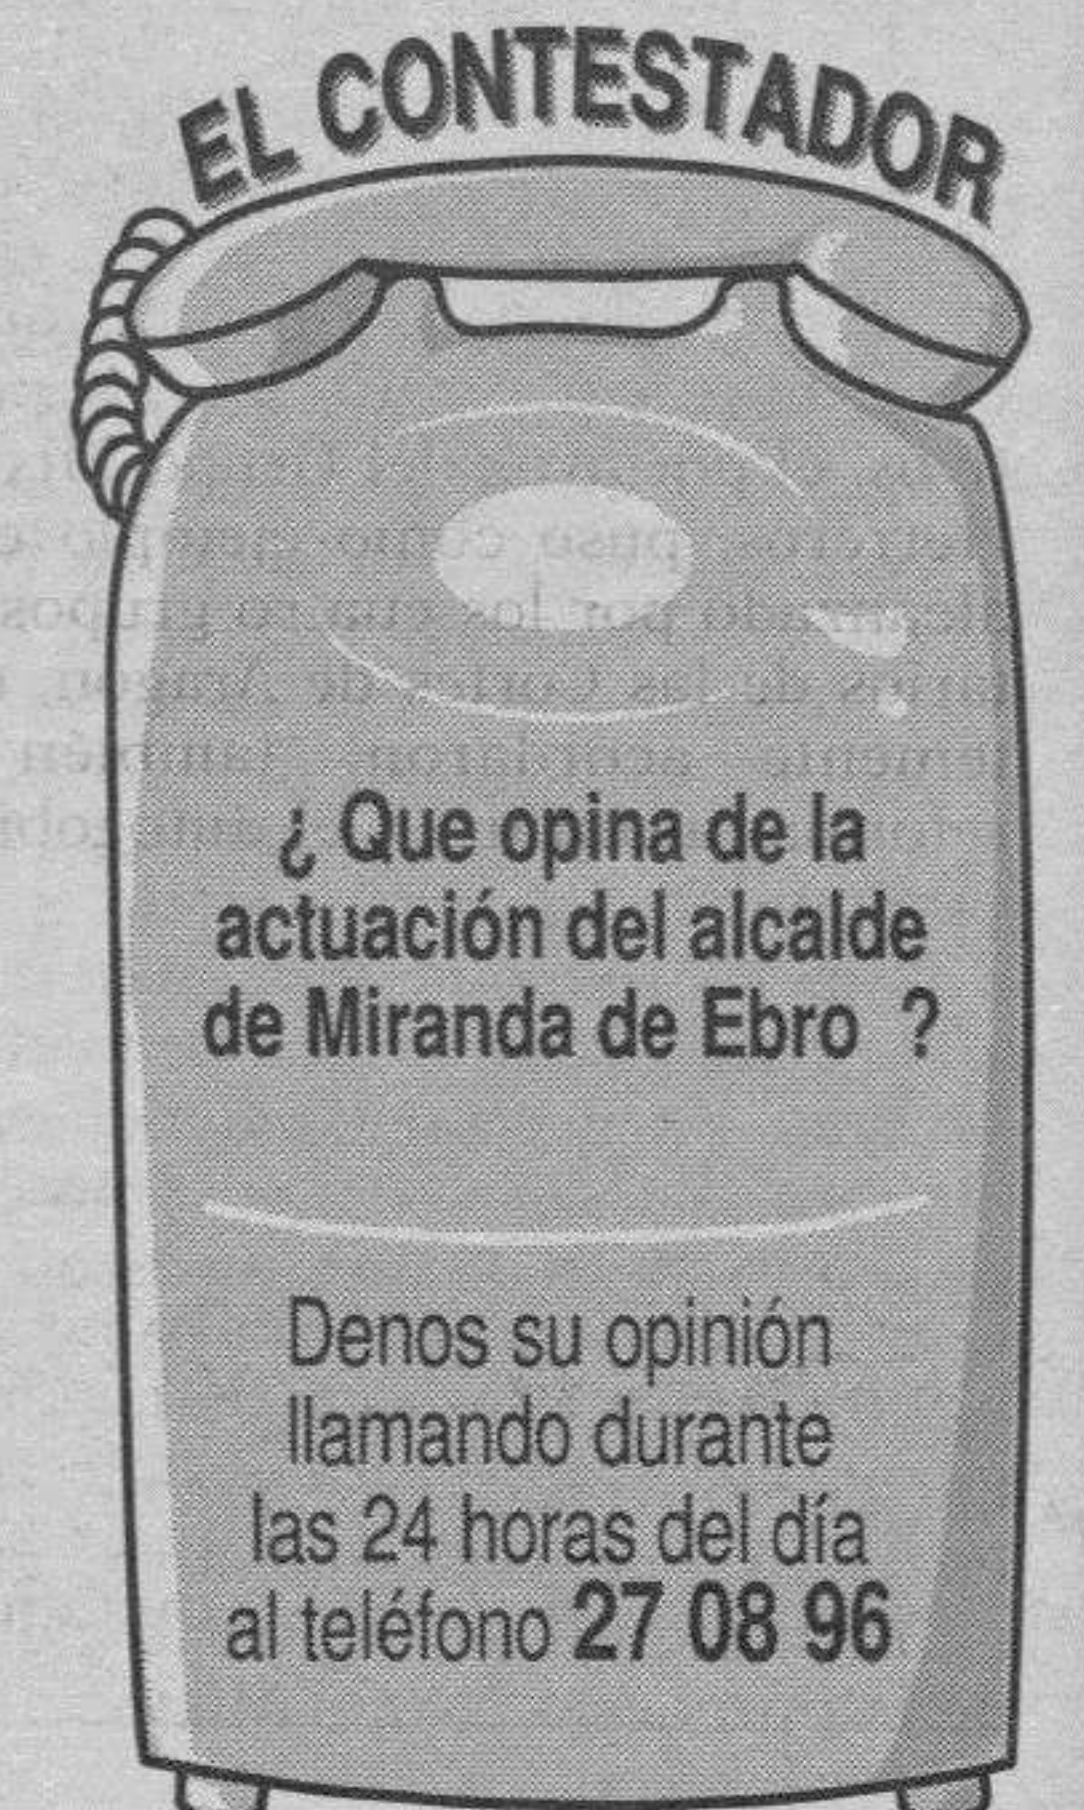 EL CONTESTADOR
¿ Que opina de la
actuación del alcalde
de Miranda de Ebro ?
Denos su opinión
llamando durante
las 24 horas del día
al teléfono 27 08 96